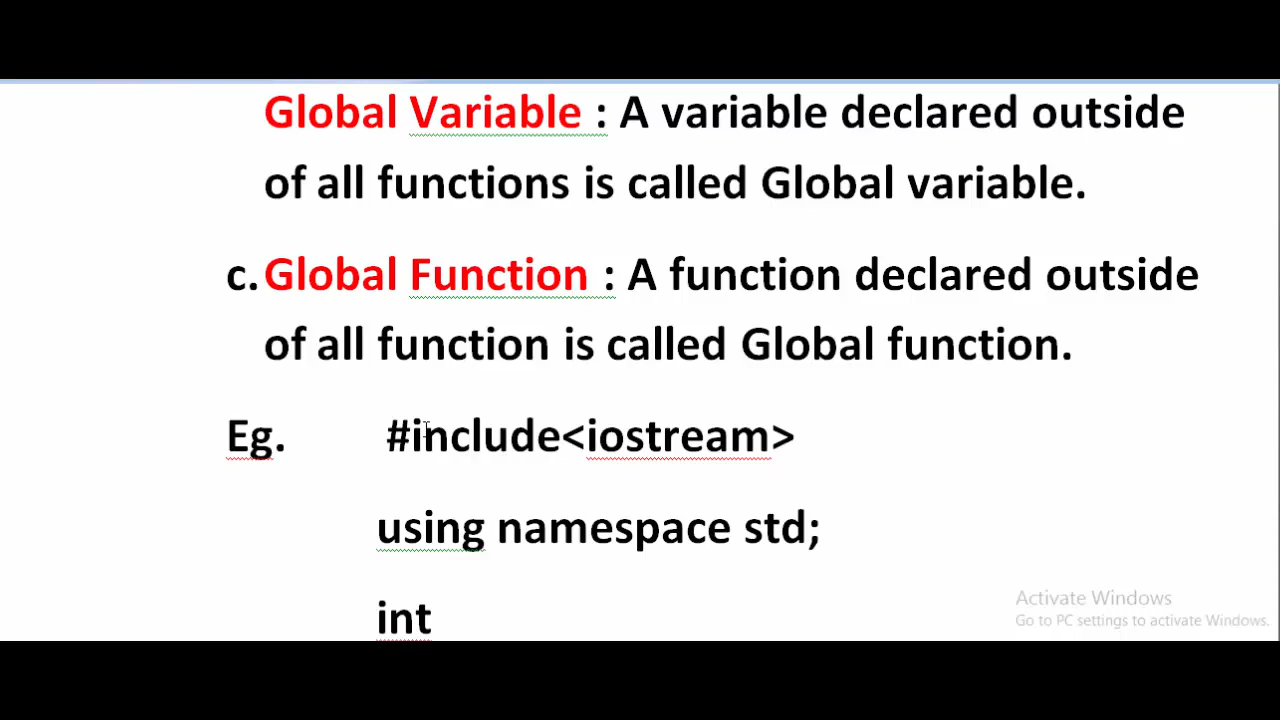 Global Variable : A variable declared outside
of all functions is called Global variable.
c. Global Function : A function declared outside
of all function is called Global function.
Eg. #include<iostream>
using namespace std;
int
Activate Windows
Go to PC settings to activate Windows.